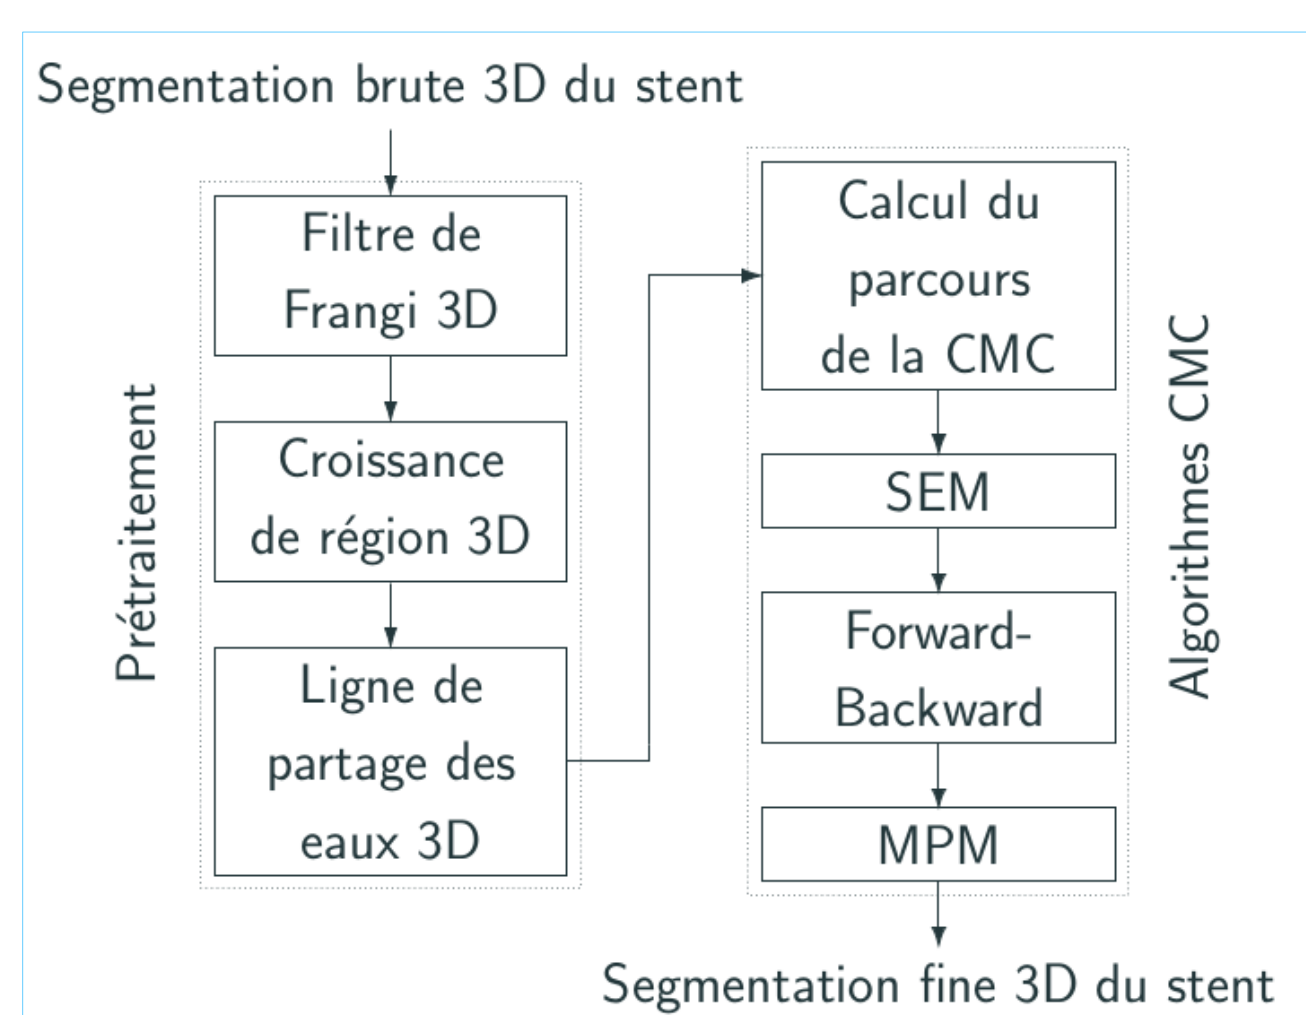 Segmentation brute 3D du stent
Prétraitement
Filtre de
Frangi 3D
Croissance
de région 3D
Ligne de
partage des
eaux 3D
Calcul du
parcours
de la CMC
SEM
Forward-
Backward
MPM
Algorithmes CMC
Segmentation fine 3D du stent